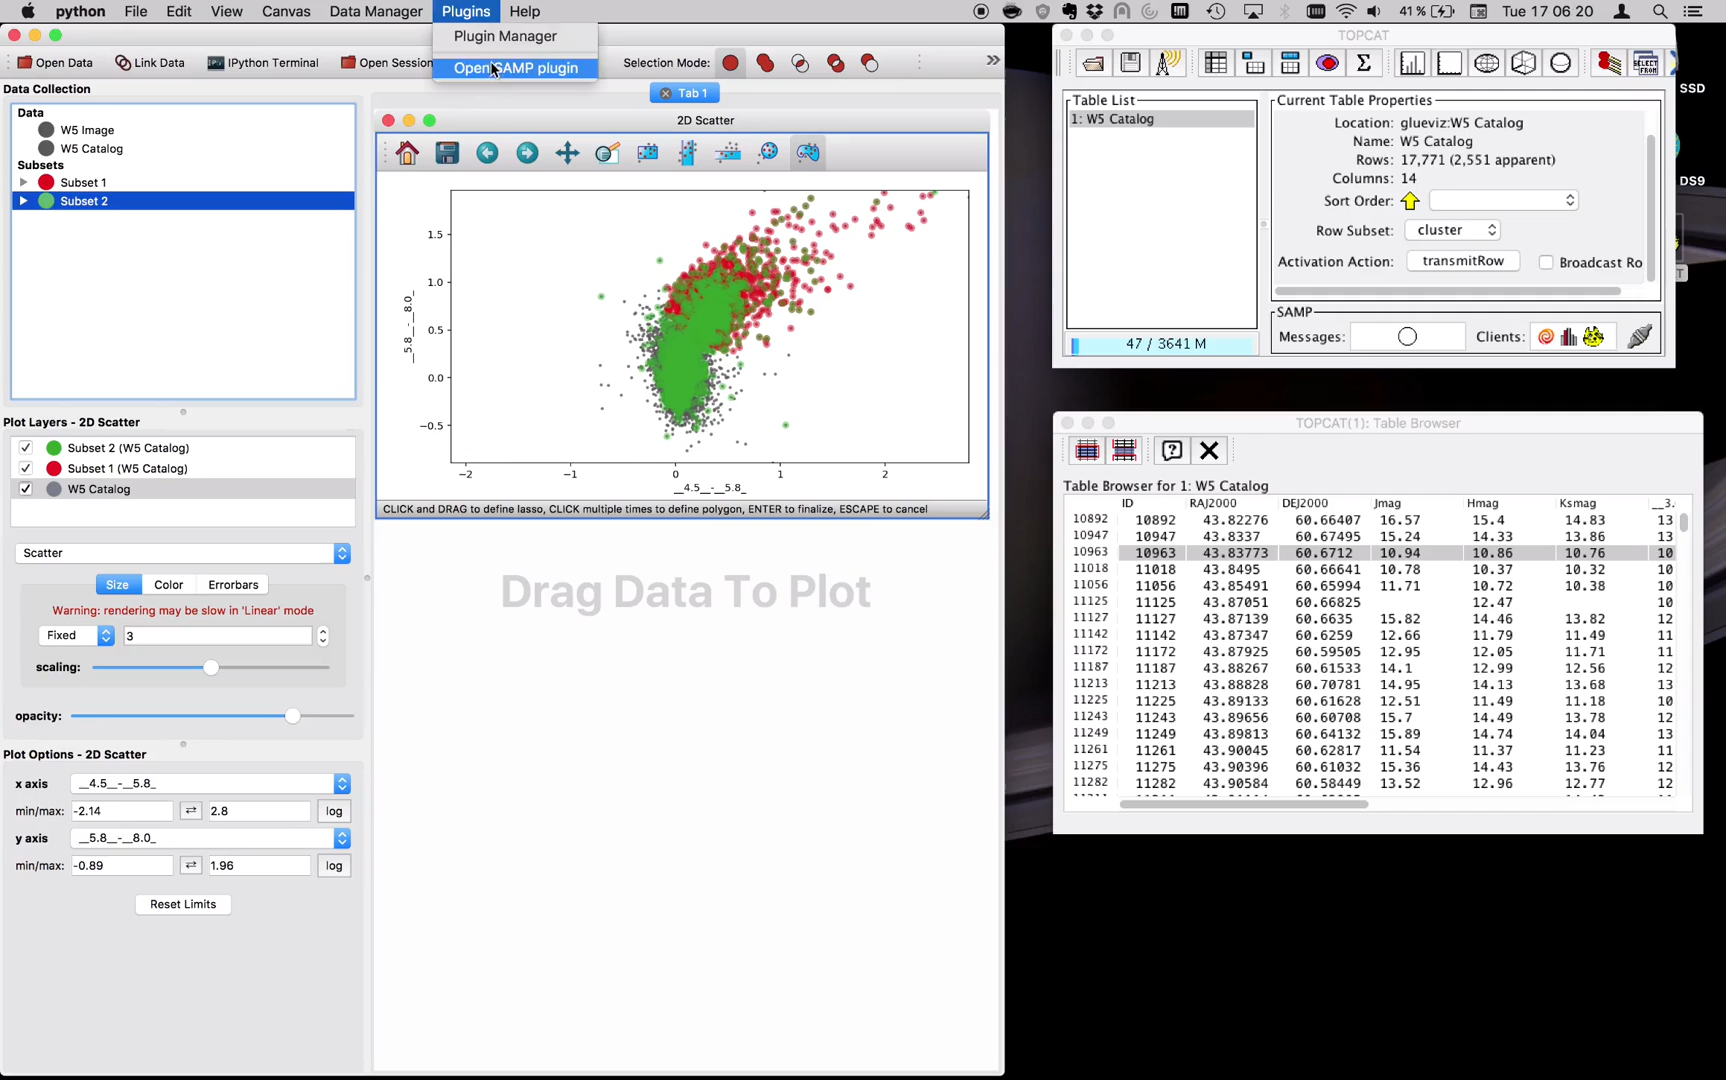 python File Edit View Canvas Data Manager Plugins Help 41% Tue 17 06 20
Plugin Manager
Open SAMP plugin
Open Data Link Data IPython Terminal Open Session Selection Mode:
Data Collection
Data
W5 Image
W5 Catalog
Subsets
Subset 1
Subset 2
Plot Layers - 2D Scatter
Subset 2 (W5 Catalog)
Subset 1 (W5 Catalog)
W5 Catalog
Scatter
Size Color Errorbars
Warning: rendering may be slow in 'Linear' mode
Fixed 3
scaling:
opacity:
Plot Options - 2D Scatter
x axis __4.5__-__5.8_
min/max: -2.14 2.8 log
y axis __5.8__-__8.0_
min/max: -0.89 1.96 log
Reset Limits
Tab 1
2D Scatter
1.5
1.0
0.5
0.0
−0.5
__5.8__-__8.0_
−2 −1 0 1 2
__4.5__-__5.8_
CLICK and DRAG to define lasso, CLICK multiple times to define polygon, ENTER to finalize, ESCAPE to cancel
Drag Data To Plot
TOPCAT
SELECT FROM
Table List
1: W5 Catalog
47 / 3641 M
Current Table Properties
Location: glueviz:W5 Catalog
Name: W5 Catalog
Rows: 17,771 (2,551 apparent)
Columns: 14
Sort Order:
Row Subset: cluster
Activation Action: transmitRow Broadcast Ro
SAMP
Messages: Clients:
SSD
DS9
TOPCAT(1): Table Browser
Table Browser for 1: W5 Catalog
ID RAJ2000 DEJ2000 Jmag Hmag Ksmag __3.
10892 10892 43.82276 60.66407 16.57 15.4 14.83 13
10947 10947 43.8337 60.67495 15.24 14.33 13.86 13
10963 10963 43.83773 60.6712 10.94 10.86 10.76 10
11018 11018 43.8495 60.66641 10.78 10.37 10.32 10
11056 11056 43.85491 60.65994 11.71 10.72 10.38 10
11125 11125 43.87051 60.66825 12.47 10
11127 11127 43.87139 60.6635 15.82 14.46 13.82 12
11142 11142 43.87347 60.6259 12.66 11.79 11.49 11
11172 11172 43.87925 60.59505 12.95 12.05 11.71 11
11187 11187 43.88267 60.61533 14.1 12.99 12.56 12
11213 11213 43.88828 60.70781 14.95 14.13 13.68 13
11225 11225 43.89133 60.61628 12.51 11.49 11.18 10
11243 11243 43.89656 60.60708 15.7 14.49 13.78 12
11249 11249 43.89813 60.64132 15.89 14.74 14.04 13
11261 11261 43.90045 60.62817 11.54 11.37 11.23 11
11275 11275 43.90396 60.61032 15.36 14.43 13.76 12
11282 11282 43.90584 60.58449 13.52 12.96 12.77 12